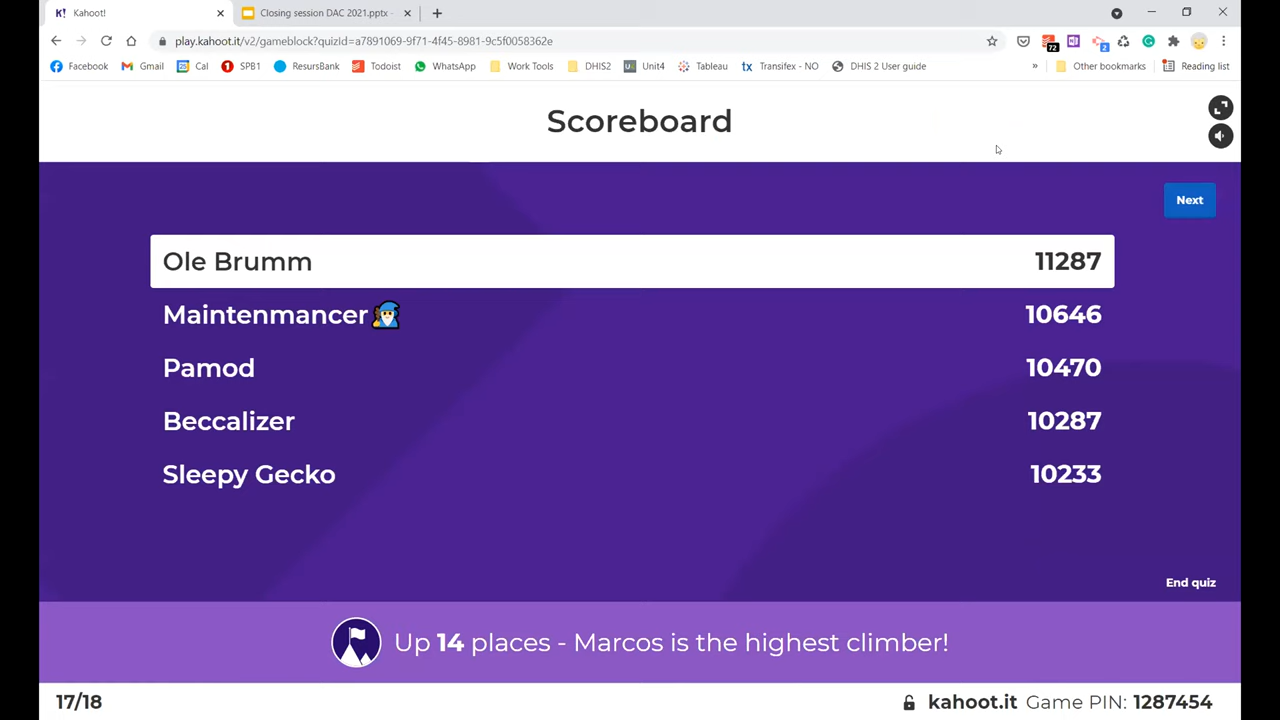 K! Kahoot!
Closing session DAC 2021.pptx -
play.kahoot.it/v2/gameblock?quizId=a7891069-9f71-4f45-8981-9c5f0058362e
72 2
Facebook Gmail Cal SPB1 ResursBank Todoist WhatsApp Work Tools DHIS2 Unit4 Tableau tx Transifex - NO DHIS 2 User guide » Other bookmarks Reading list
Scoreboard
Next
Ole Brumm 11287
Maintenmancer🧙‍♂️ 10646
Pamod 10470
Beccalizer 10287
Sleepy Gecko 10233
End quiz
Up 14 places - Marcos is the highest climber!
17/18 kahoot.it Game PIN: 1287454